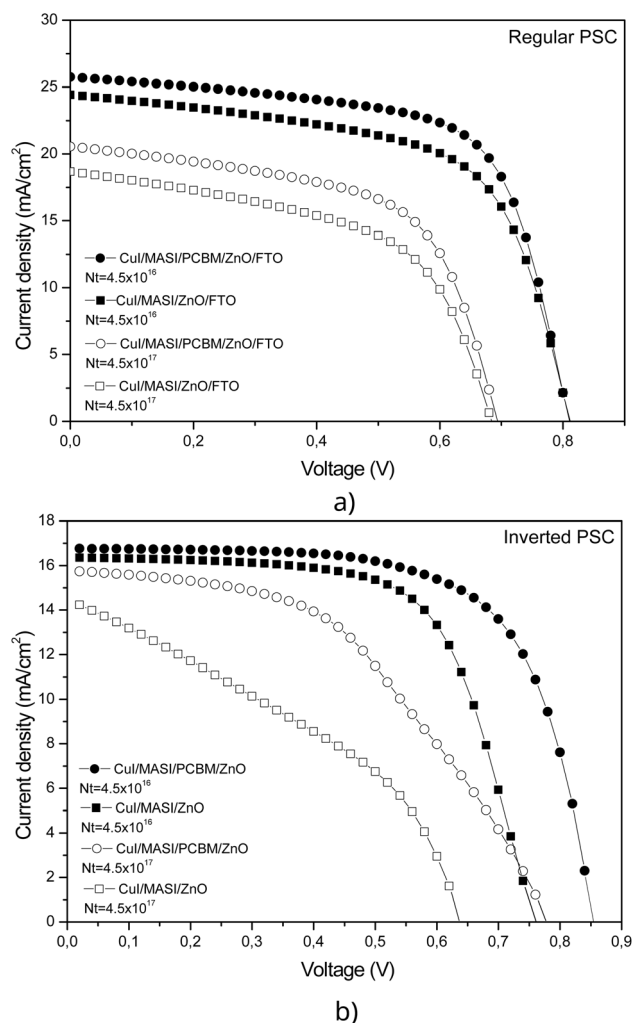 30
Regular PSC
25
20
15
10
5
0
Current density (mA/cm²)
CuI/MASI/PCBM/ZnO/FTO
Nt=4.5x10¹⁶
CuI/MASI/ZnO/FTO
Nt=4.5x10¹⁶
CuI/MASI/PCBM/ZnO/FTO
Nt=4.5x10¹⁷
CuI/MASI/ZnO/FTO
Nt=4.5x10¹⁷
0,0 0,2 0,4 0,6 0,8
Voltage (V)
a)
18
Inverted PSC
16
14
12
10
8
6
4
2
0
Current density (mA/cm²)
CuI/MASI/PCBM/ZnO
Nt=4.5x10¹⁶
CuI/MASI/ZnO
Nt=4.5x10¹⁶
CuI/MASI/PCBM/ZnO
Nt=4.5x10¹⁷
CuI/MASI/ZnO
Nt=4.5x10¹⁷
0,0 0,1 0,2 0,3 0,4 0,5 0,6 0,7 0,8 0,9
Voltage (V)
b)